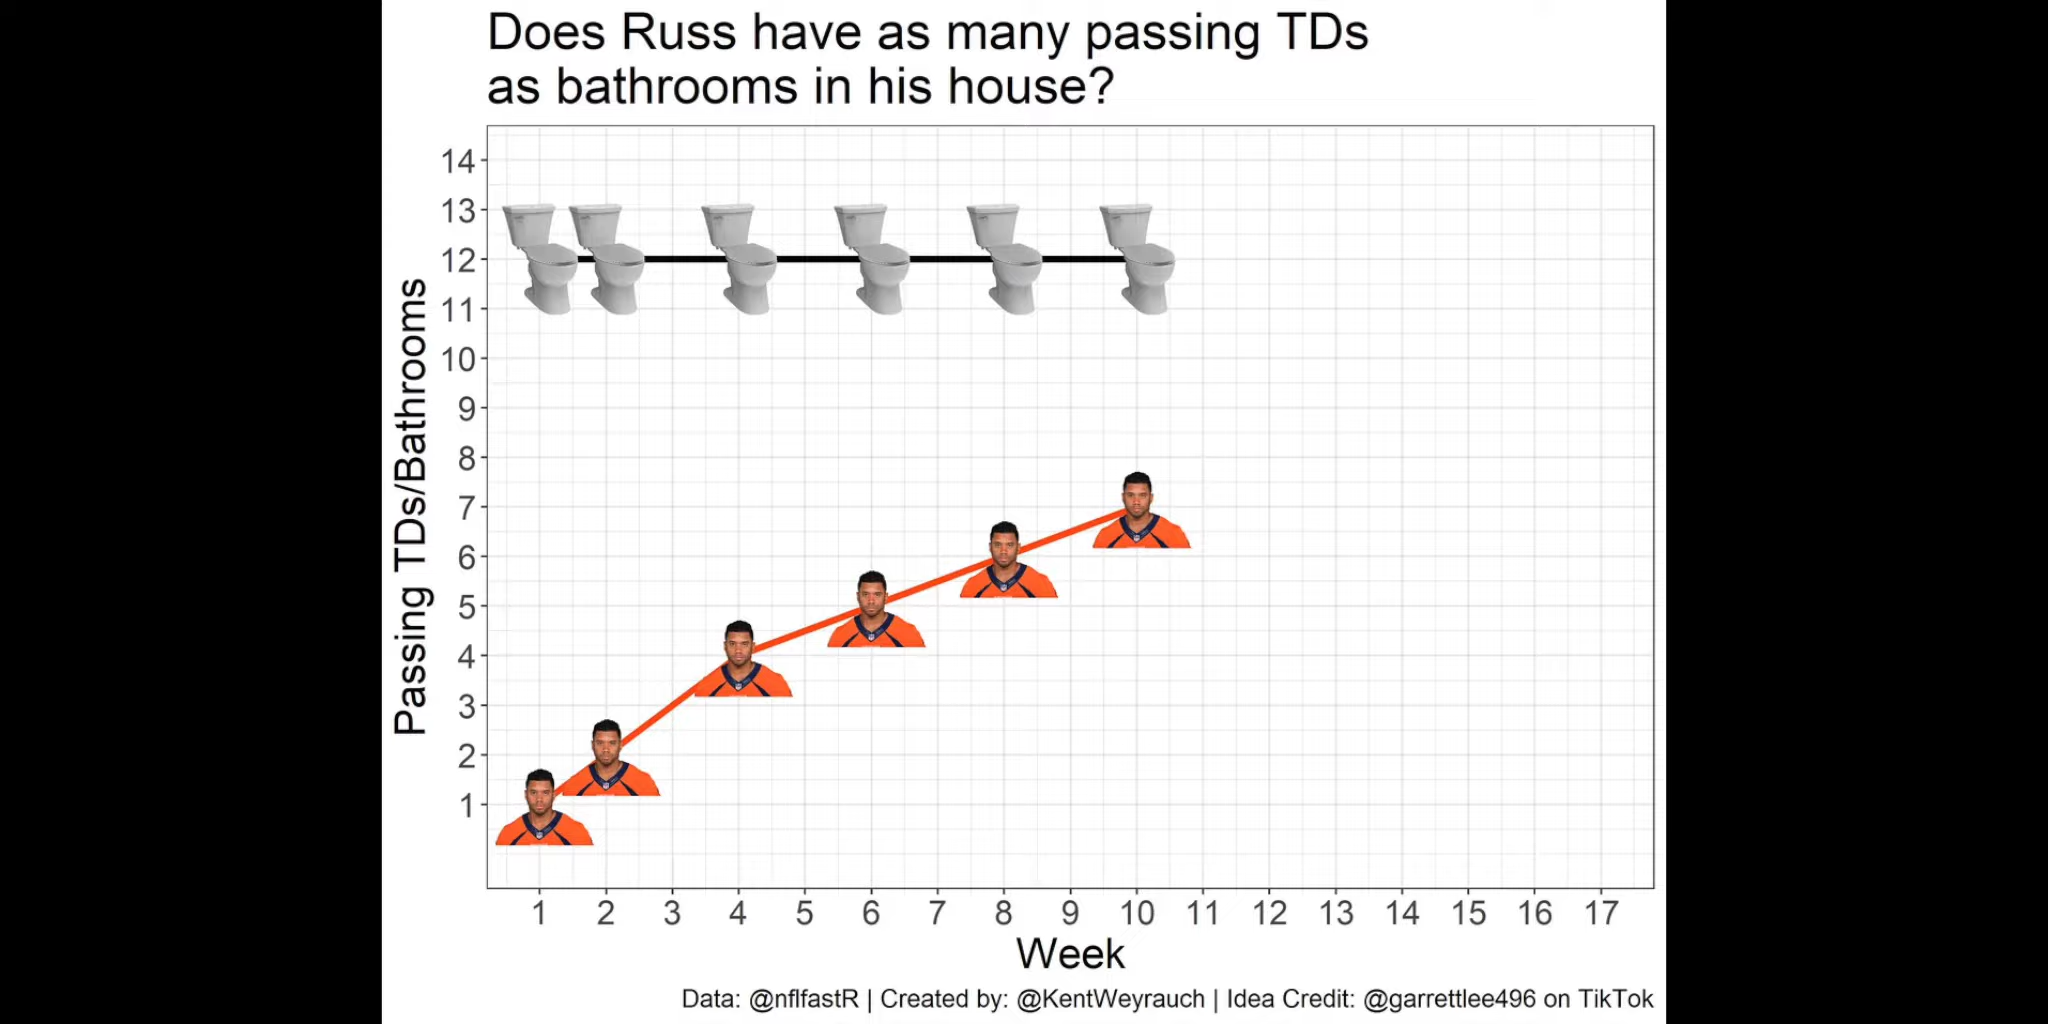 Does Russ have as many passing TDs
as bathrooms in his house?
Passing TDs/Bathrooms
14
13
12
11
10
9
8
7
6
5
4
3
2
1
1 2 3 4 5 6 7 8 9 10 11 12 13 14 15 16 17
Week
Data: @nflfastR | Created by: @KentWeyrauch | Idea Credit: @garrettlee496 on TikTok